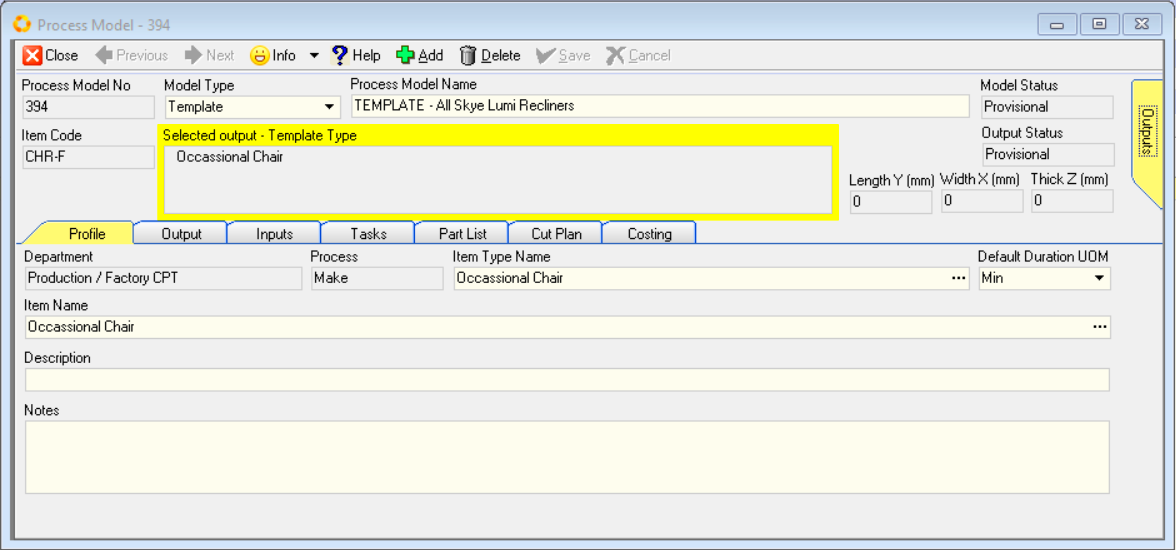 Process Model - 394
Close Previous Next Info Help Add Delete Save Cancel
Process Model No Model Type Process Model Name Model Status
394 Template TEMPLATE - All Skye Lumi Recliners Provisional
Item Code Selected output - Template Type Output Status
CHR-F Occassional Chair Provisional
Length Y (mm) Width X (mm) Thick Z (mm)
0 0 0
Outputs
Profile Output Inputs Tasks Part List Cut Plan Costing
Department Process Item Type Name Default Duration UOM
Production / Factory CPT Make Occassional Chair ... Min
Item Name
Occassional Chair ...
Description
Notes